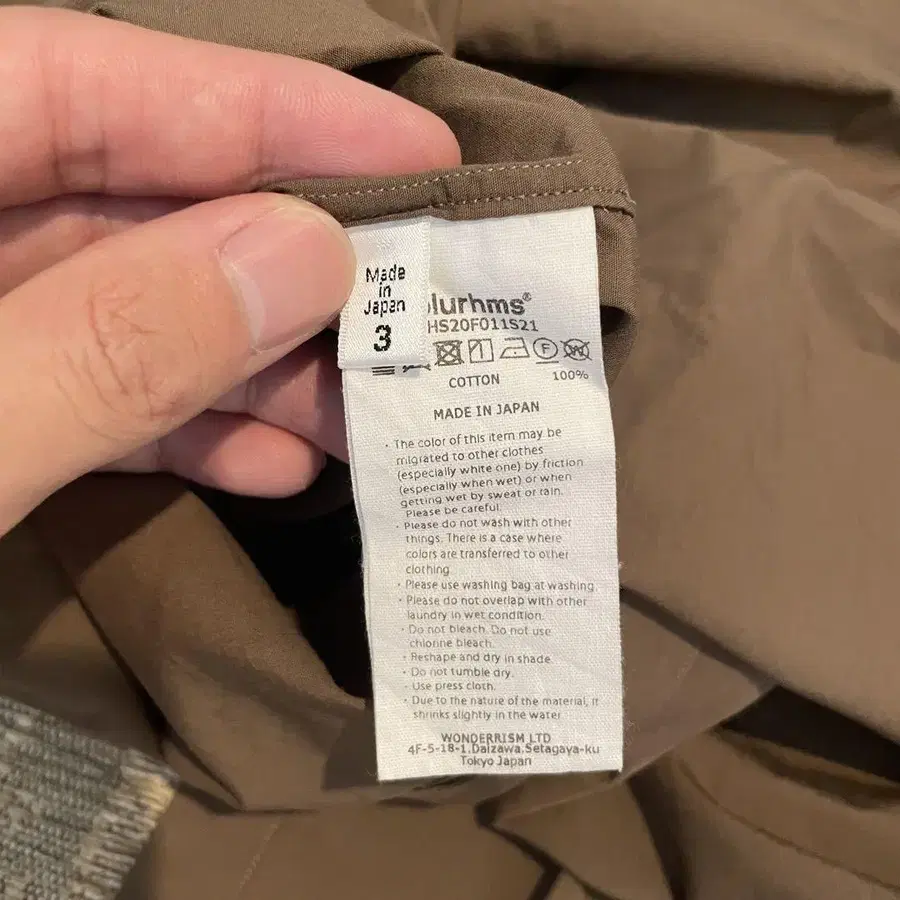 Made
in
Japan
3
lurhms®
HS20F011S21
F
W
COTTON 100%
MADE IN JAPAN
· The color of this item may be
migrated to other clothes
(especially white one) by friction
(especially when wet) or when
getting wet by sweat or rain.
Please be careful.
· Please do not wash with other
things. There is a case where
colors are transferred to other
clothing.
· Please use washing bag at washing.
· Please do not overlap with other
laundry in wet condition.
· Do not bleach. Do not use
chlorine bleach.
· Reshape and dry in shade.
· Do not tumble dry.
· Use press cloth.
· Due to the nature of the material, it
shrinks slightly in the water.
WONDERRISM LTD
4F-5-18-1,Daizawa,Setagaya-ku
Tokyo Japan